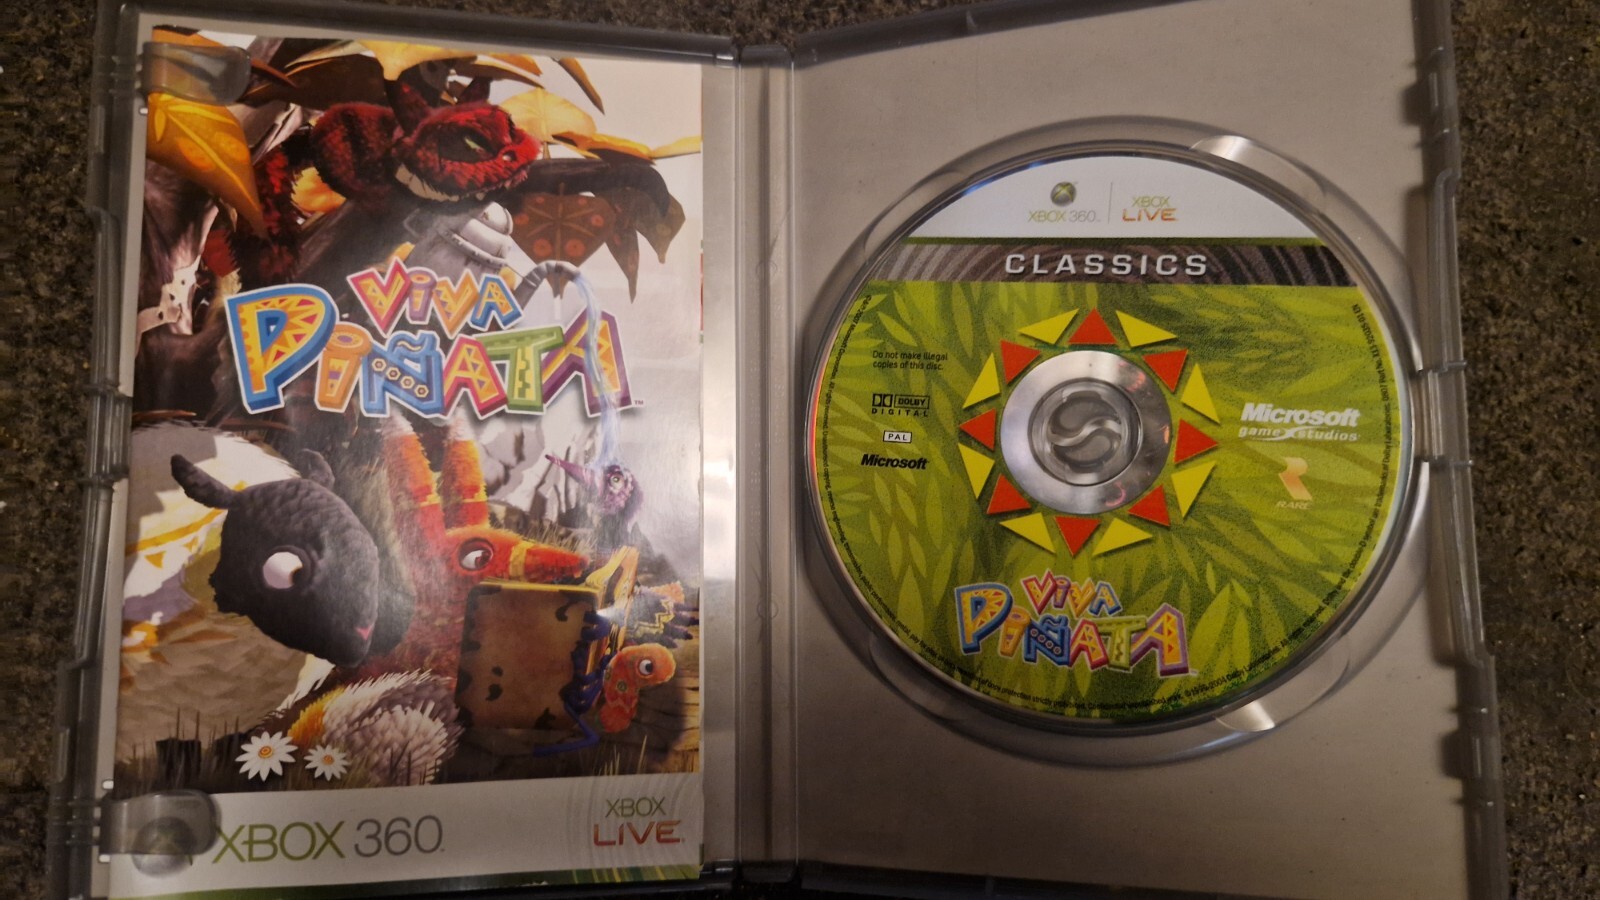 VIVA
PIÑATA™
XBOX 360
XBOX
LIVE
XBOX 360
XBOX
LIVE
CLASSICS
Do not make illegal
copies of this disc.
DOLBY
DIGITAL
PAL
Microsoft
Microsoft
game studios
RARE
VIVA
PIÑATA